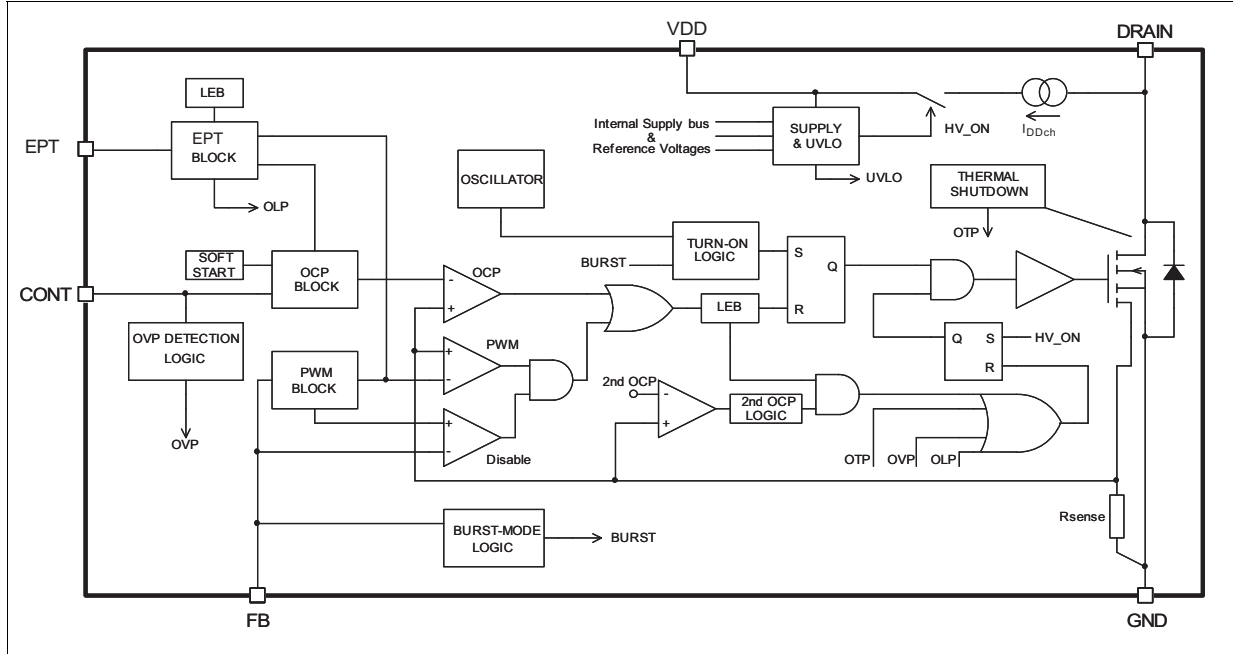 VDD
DRAIN
LEB
EPT
EPT
BLOCK
OLP
Internal Supply bus
&
Reference Voltages
SUPPLY
& UVLO
HV_ON
IDDch
UVLO
OSCILLATOR
THERMAL
SHUTDOWN
OTP
SOFT
START
OCP
BLOCK
CONT
OCP
-
+
BURST
TURN-ON
LOGIC
S
Q
R
LEB
OVP DETECTION
LOGIC
OVP
PWM
BLOCK
PWM
+
-
+
-
Disable
2nd OCP
-
+
2nd OCP
LOGIC
Q
S
R
HV_ON
OTP
OVP
OLP
Rsense
BURST-MODE
LOGIC
BURST
FB
GND